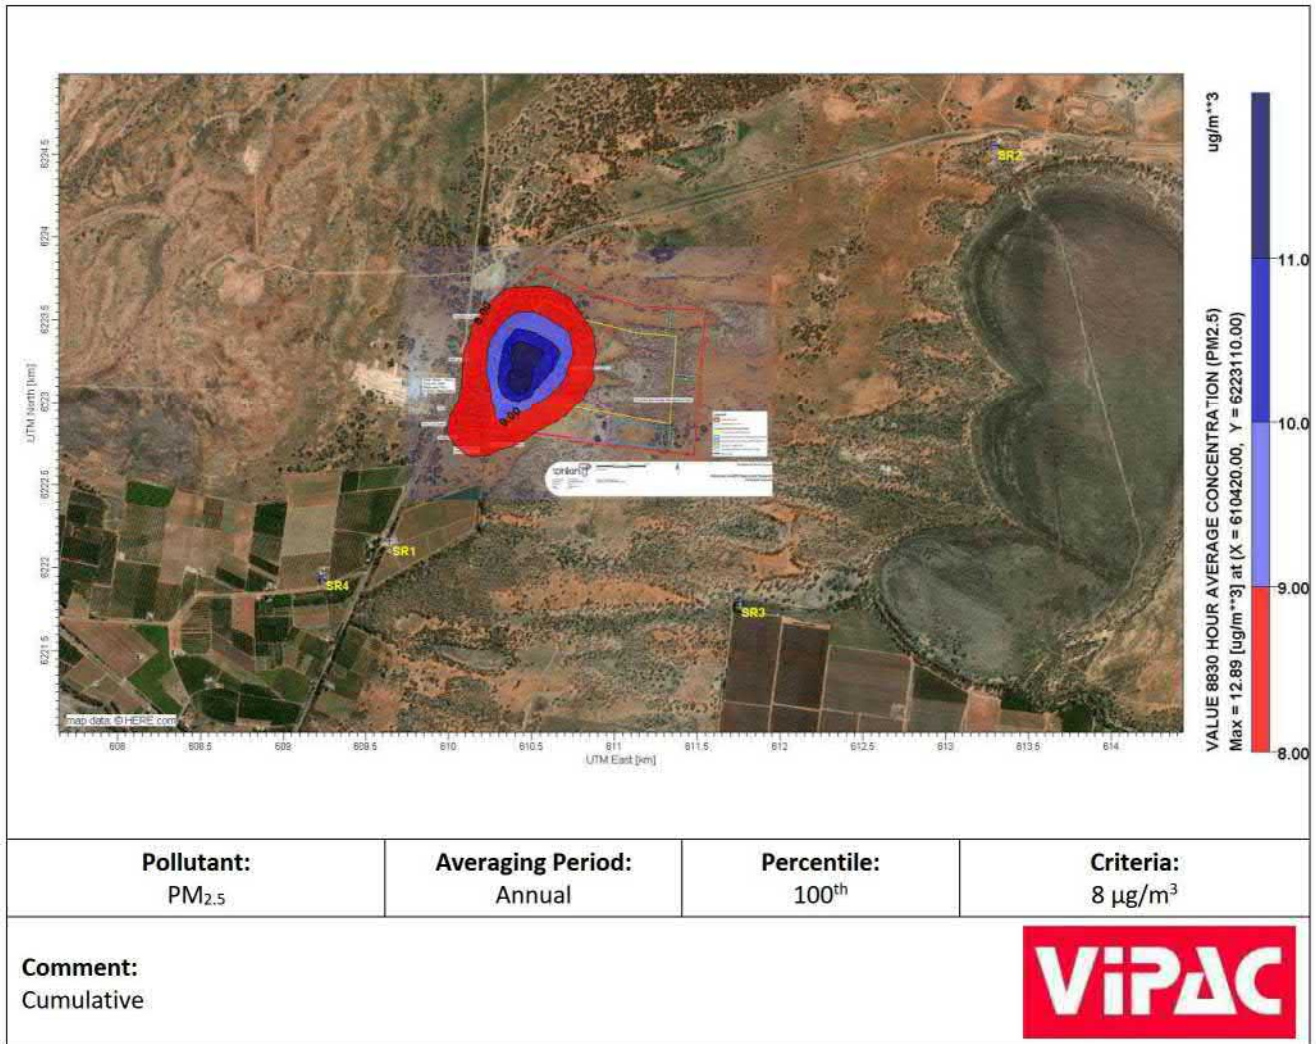 ug/m**3
6224.5
6224
6223.5
6223
6222.5
6222
6221.5
UTM North [km]
SR2
8.00
9.00
SR1
SR4
SR3
map data: © HERE.com
608
608.5
609
609.5
610
610.5
611
611.5
612
612.5
613
613.5
614
UTM East [km]
VALUE 8830 HOUR AVERAGE CONCENTRATION (PM2.5)
Max = 12.89 [ug/m**3] at (X = 610420.00, Y = 6223110.00)
11.0
10.0
9.00
8.00
Pollutant:
PM2.5
Averaging Period:
Annual
Percentile:
100th
Criteria:
8 µg/m³
Comment:
Cumulative
ViPAC